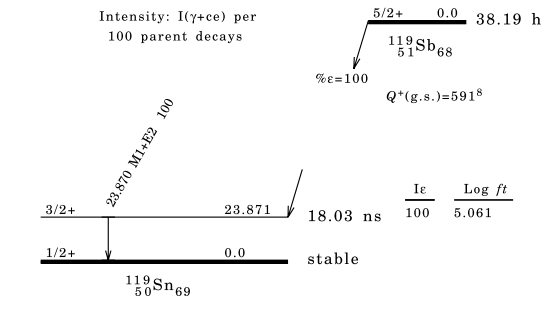 Intensity: I(γ+ce) per
100 parent decays
5/2+ 0.0 38.19 h
119
51Sb68
%ε=100
Q+(g.s.)=591 8
23.870 M1+E2 100
3/2+ 23.871 18.03 ns
Iε Log ft
100 5.061
1/2+ 0.0 stable
119
50Sn69